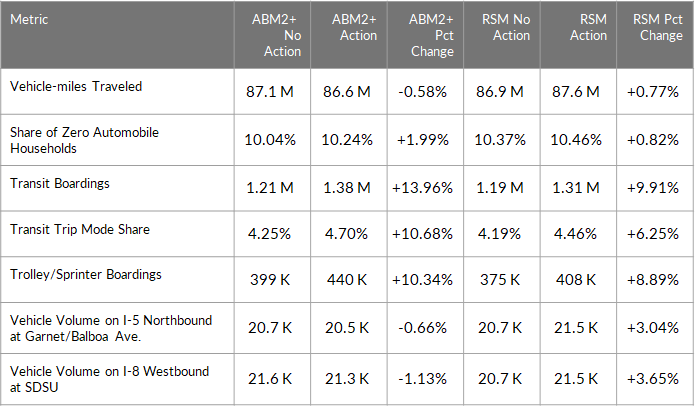 Metric ABM2+ No Action ABM2+ Action ABM2+ Pct Change RSM No Action RSM Action RSM Pct Change
Vehicle-miles Traveled 87.1 M 86.6 M -0.58% 86.9 M 87.6 M +0.77%
Share of Zero Automobile Households 10.04% 10.24% +1.99% 10.37% 10.46% +0.82%
Transit Boardings 1.21 M 1.38 M +13.96% 1.19 M 1.31 M +9.91%
Transit Trip Mode Share 4.25% 4.70% +10.68% 4.19% 4.46% +6.25%
Trolley/Sprinter Boardings 399 K 440 K +10.34% 375 K 408 K +8.89%
Vehicle Volume on I-5 Northbound at Garnet/Balboa Ave. 20.7 K 20.5 K -0.66% 20.7 K 21.5 K +3.04%
Vehicle Volume on I-8 Westbound at SDSU 21.6 K 21.3 K -1.13% 20.7 K 21.5 K +3.65%